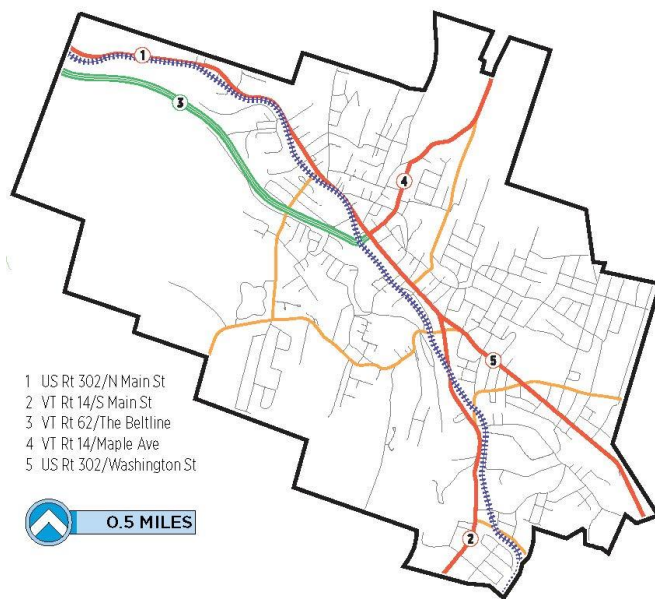 1
3
4
5
2
1 US Rt 302/N Main St
2 VT Rt 14/S Main St
3 VT Rt 62/The Beltline
4 VT Rt 14/Maple Ave
5 US Rt 302/Washington St
0.5 MILES